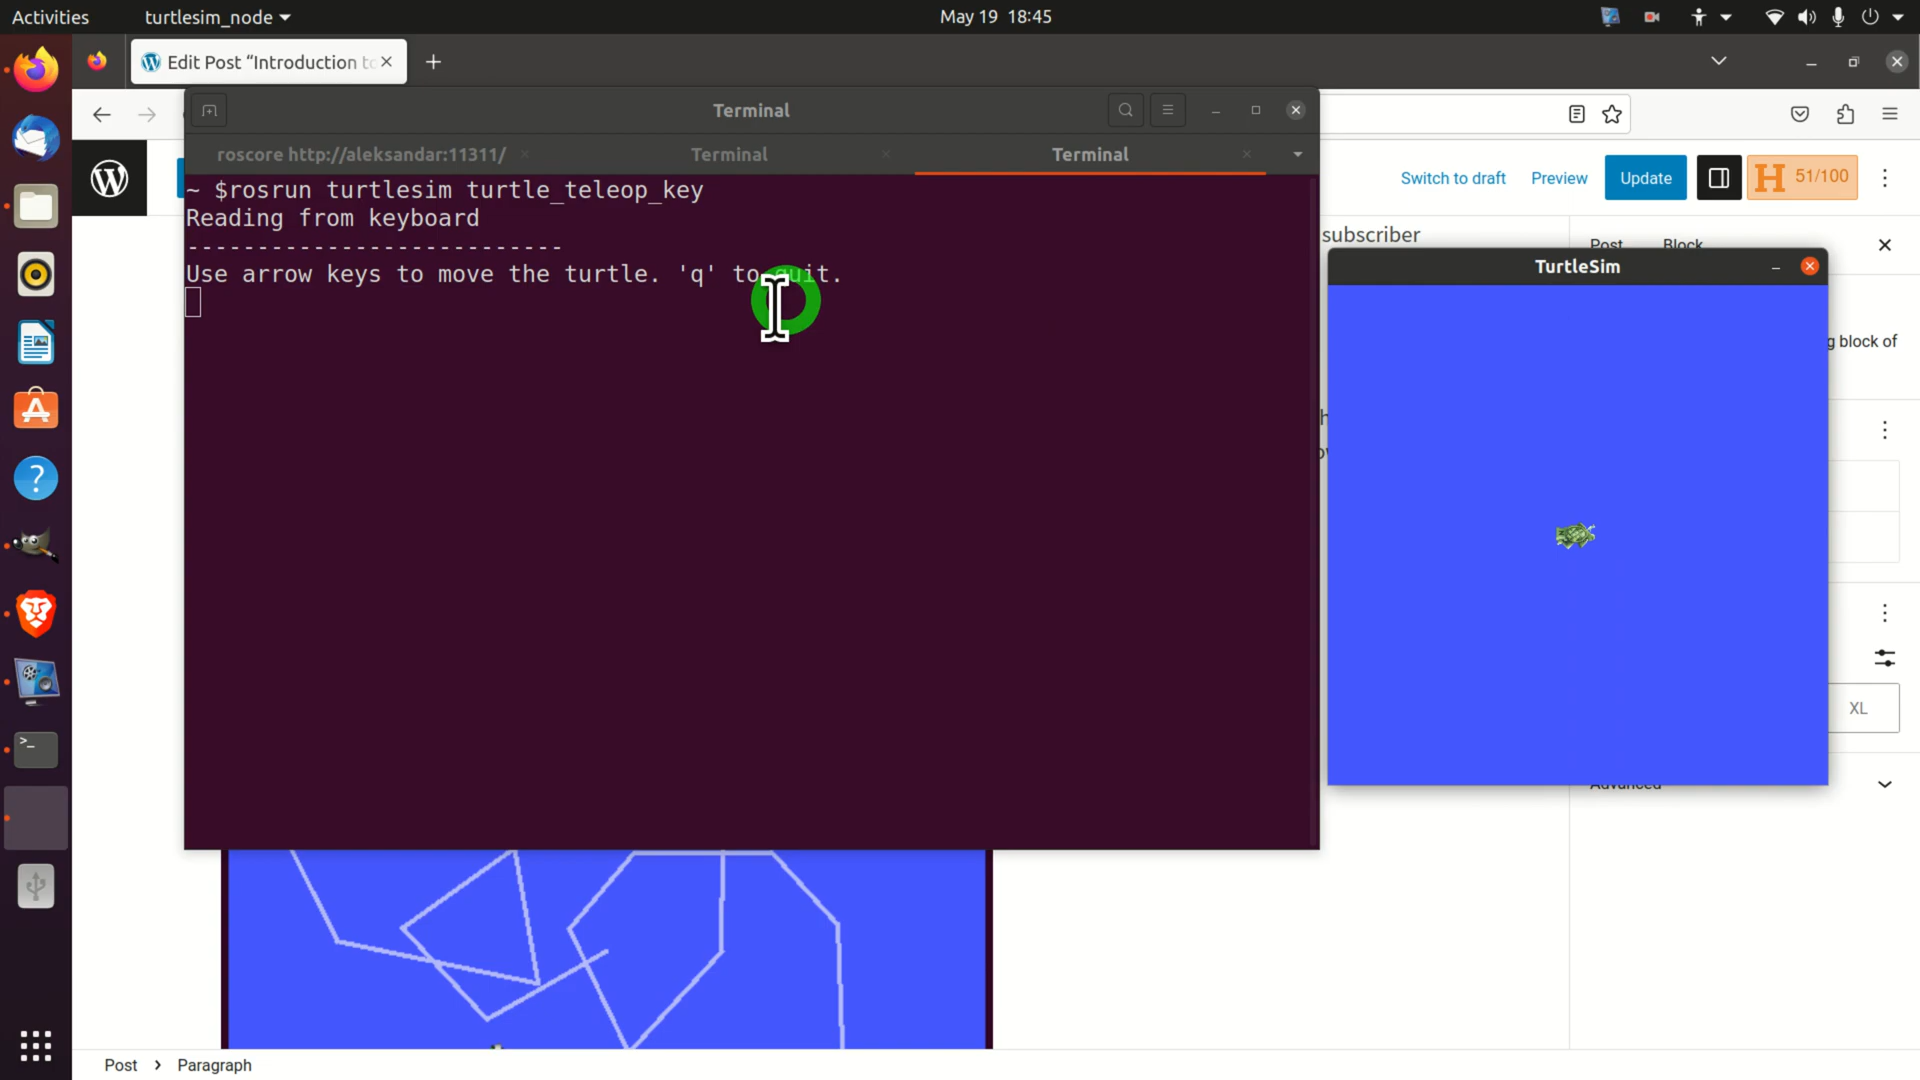 Activities
turtlesim_node
May 19 18:45
Edit Post “Introduction to
Terminal
roscore http://aleksandar:11311/
Terminal
Terminal
~ $rosrun turtlesim turtle_teleop_key
Reading from keyboard
---------------------------
Use arrow keys to move the turtle. 'q' to quit.
Switch to draft
Preview
Update
51/100
subscriber
Post
Block
TurtleSim
g block of
XL
Advanced
Post
Paragraph